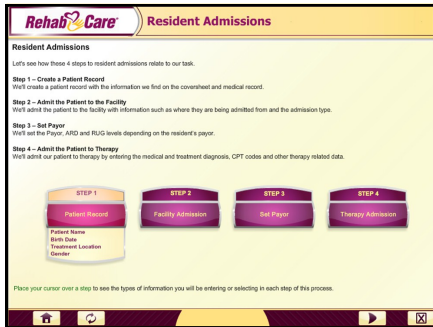 RehabCare
Resident Admissions
Resident Admissions
Let's see how these 4 steps to resident admissions relate to our task.
Step 1 – Create a Patient Record
We'll create a patient record with the information we find on the coversheet and medical record.
Step 2 – Admit the Patient to the Facility
We'll admit the patient to the facility with information such as where they are being admitted from and the admission type.
Step 3 – Set Payor
We'll set the Payor, ARD and RUG levels depending on the resident's payor.
Step 4 – Admit the Patient to Therapy
We'll admit our patient to therapy by entering the medical and treatment diagnosis, CPT codes and other therapy related data.
STEP 1
Patient Record
Patient Name
Birth Date
Treatment Location
Gender
STEP 2
Facility Admission
STEP 3
Set Payor
STEP 4
Therapy Admission
Place your cursor over a step to see the types of information you will be entering or selecting in each step of this process.